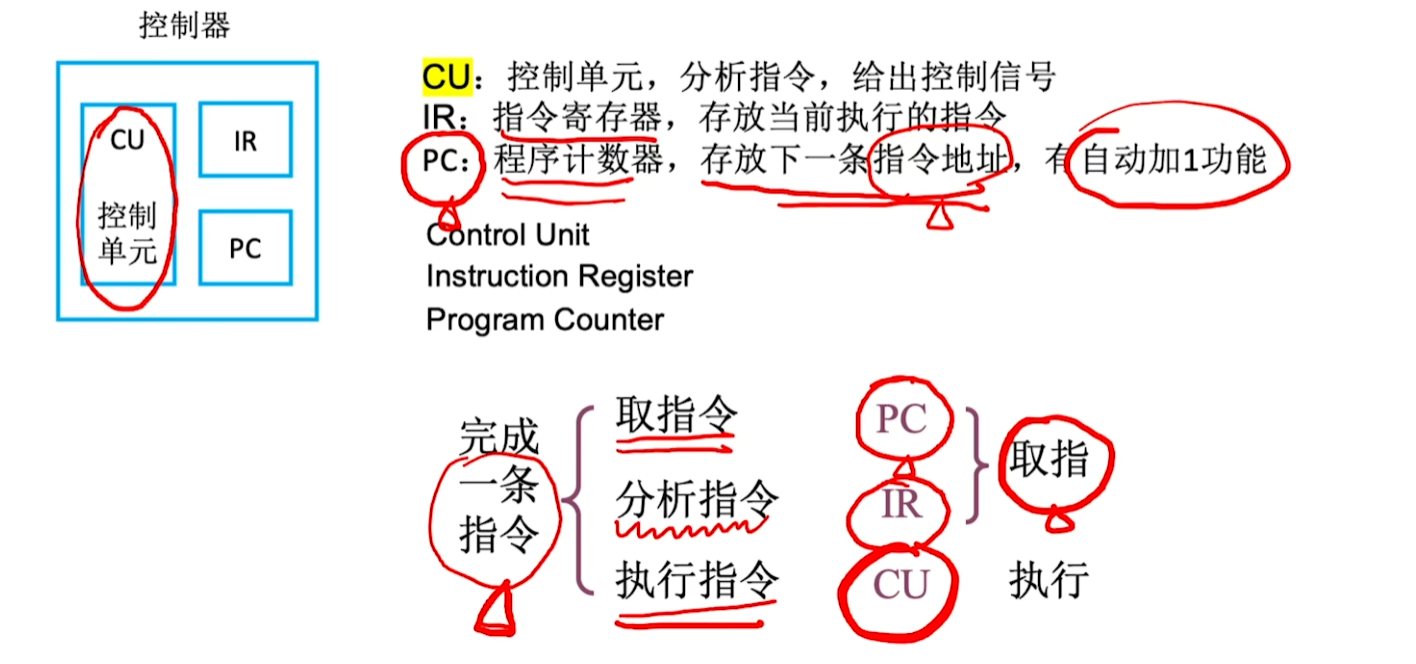 控制器
CU
控制
单元
IR
PC
CU：控制单元，分析指令，给出控制信号
IR：指令寄存器，存放当前执行的指令
PC：程序计数器，存放下一条指令地址，有自动加1功能
Control Unit
Instruction Register
Program Counter
完成
一条
指令
取指令
分析指令
执行指令
PC
IR
CU
取指
执行